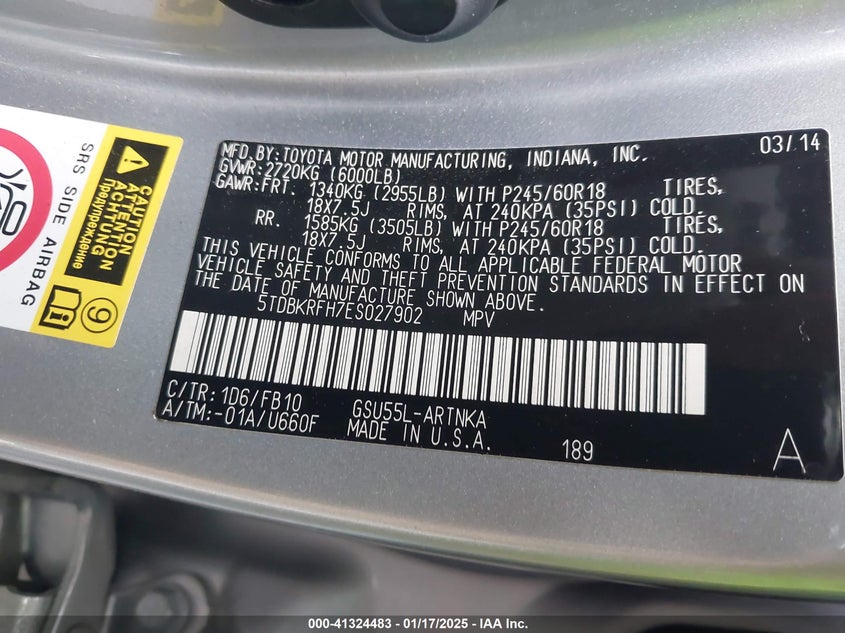 MFD.BY:TOYOTA MOTOR MANUFACTURING, INDIANA, INC. 03/14
GVWR:2720KG (6000LB)
GAWR:FRT. 1340KG (2955LB) WITH P245/60R18 TIRES,
18X7.5J RIMS, AT 240KPA (35PSI) COLD.
RR. 1585KG (3505LB) WITH P245/60R18 TIRES,
18X7.5J RIMS, AT 240KPA (35PSI) COLD.
THIS VEHICLE CONFORMS TO ALL APPLICABLE FEDERAL MOTOR
VEHICLE SAFETY AND THEFT PREVENTION STANDARDS IN EFFECT ON
THE DATE OF MANUFACTURE SHOWN ABOVE.
5TDBKRFH7ES027902 MPV
C/TR: 1D6/FB10 GSU55L-ARTNKA
A/TM:-01A/U660F MADE IN U.S.A. 189 A
CAUTION
ATTENTION
ACHTUNG
Предупреждение
SRS SIDE AIRBAG
9
000-41324483 - 01/17/2025 - IAA Inc.